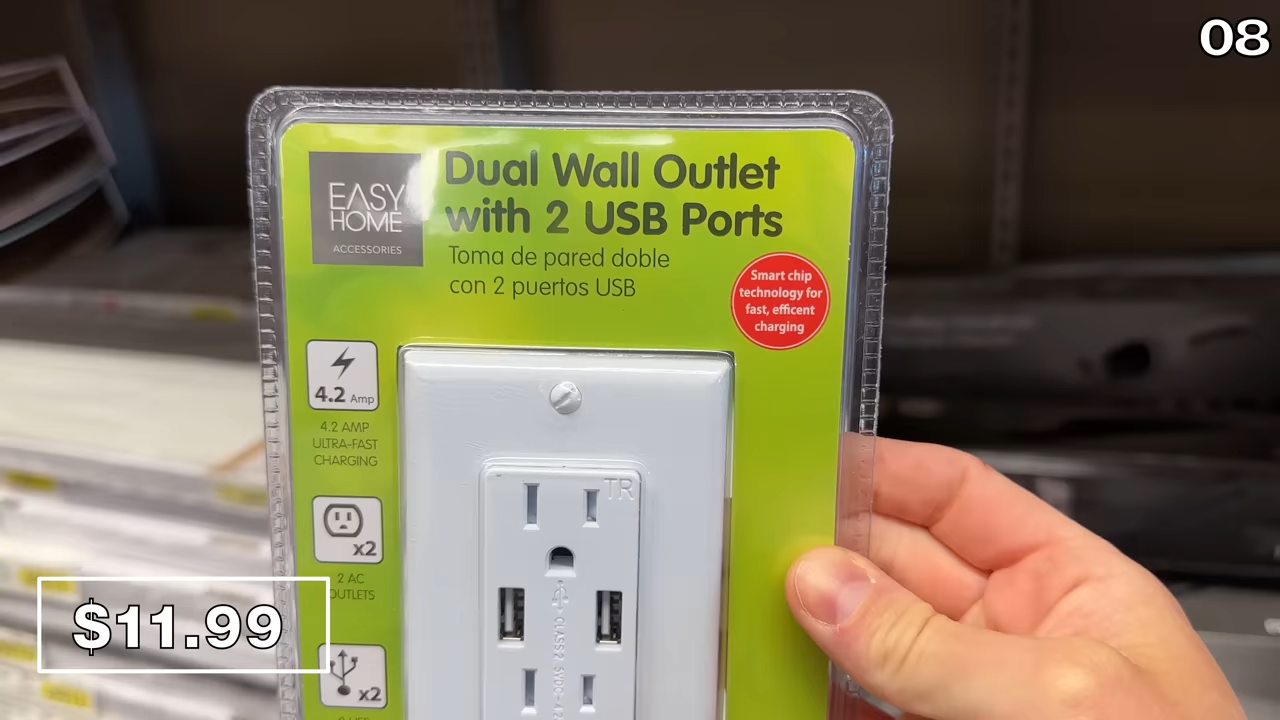 08
EASY
HOME
ACCESSORIES
Dual Wall Outlet
with 2 USB Ports
Toma de pared doble
con 2 puertos USB
Smart chip
technology for
fast, efficent
charging
4.2 Amp
4.2 AMP
ULTRA-FAST
CHARGING
TR
x2
2 AC
OUTLETS
CLASS2 5VDC
$11.99
x2